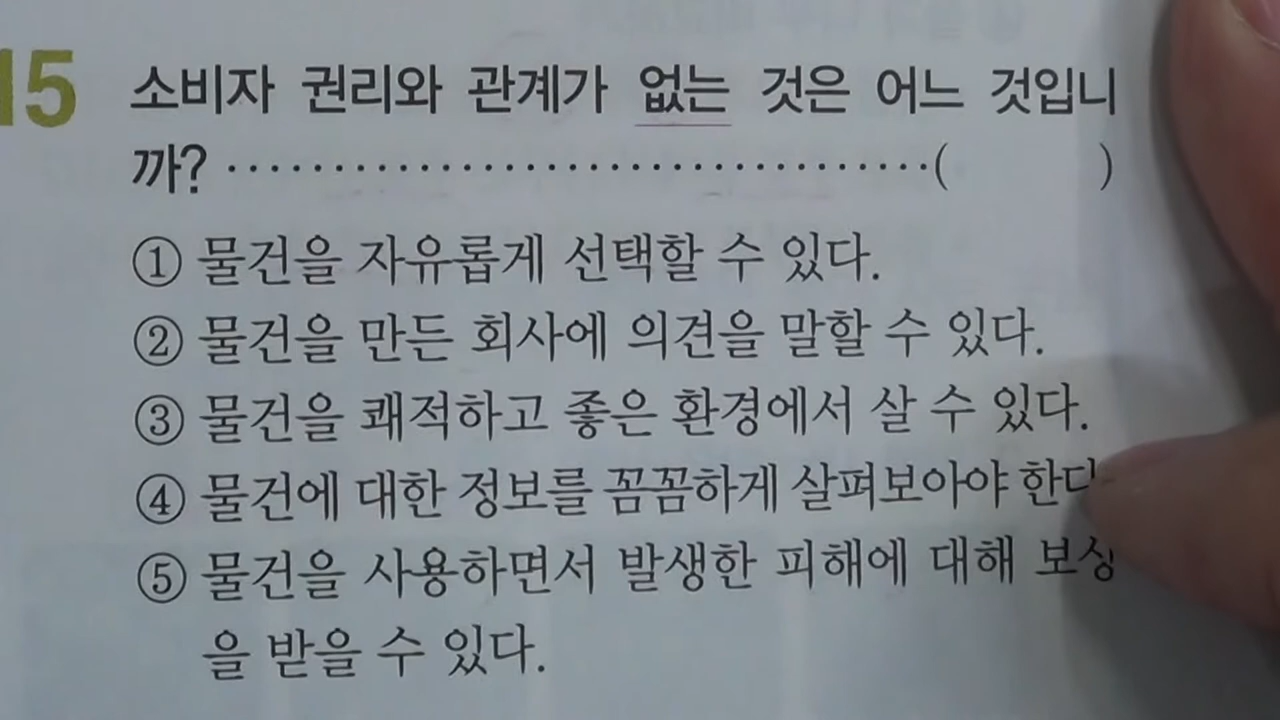 15
소비자 권리와 관계가 없는 것은 어느 것입니
까? ·································( )
① 물건을 자유롭게 선택할 수 있다.
② 물건을 만든 회사에 의견을 말할 수 있다.
③ 물건을 쾌적하고 좋은 환경에서 살 수 있다.
④ 물건에 대한 정보를 꼼꼼하게 살펴보아야 한다
⑤ 물건을 사용하면서 발생한 피해에 대해 보상
을 받을 수 있다.